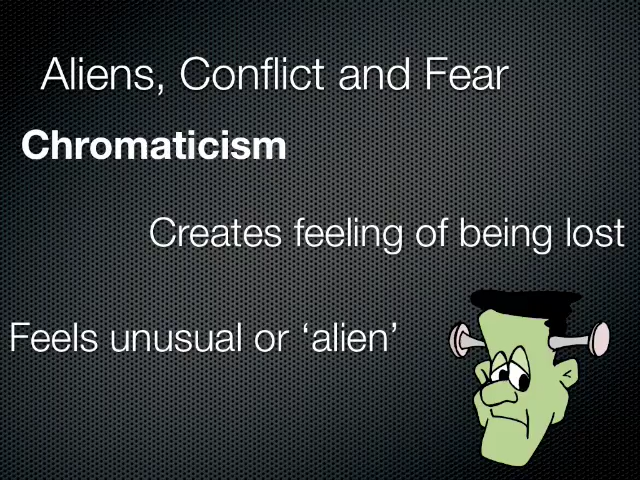 Aliens, Conflict and Fear
Chromaticism
Creates feeling of being lost
Feels unusual or ‘alien’